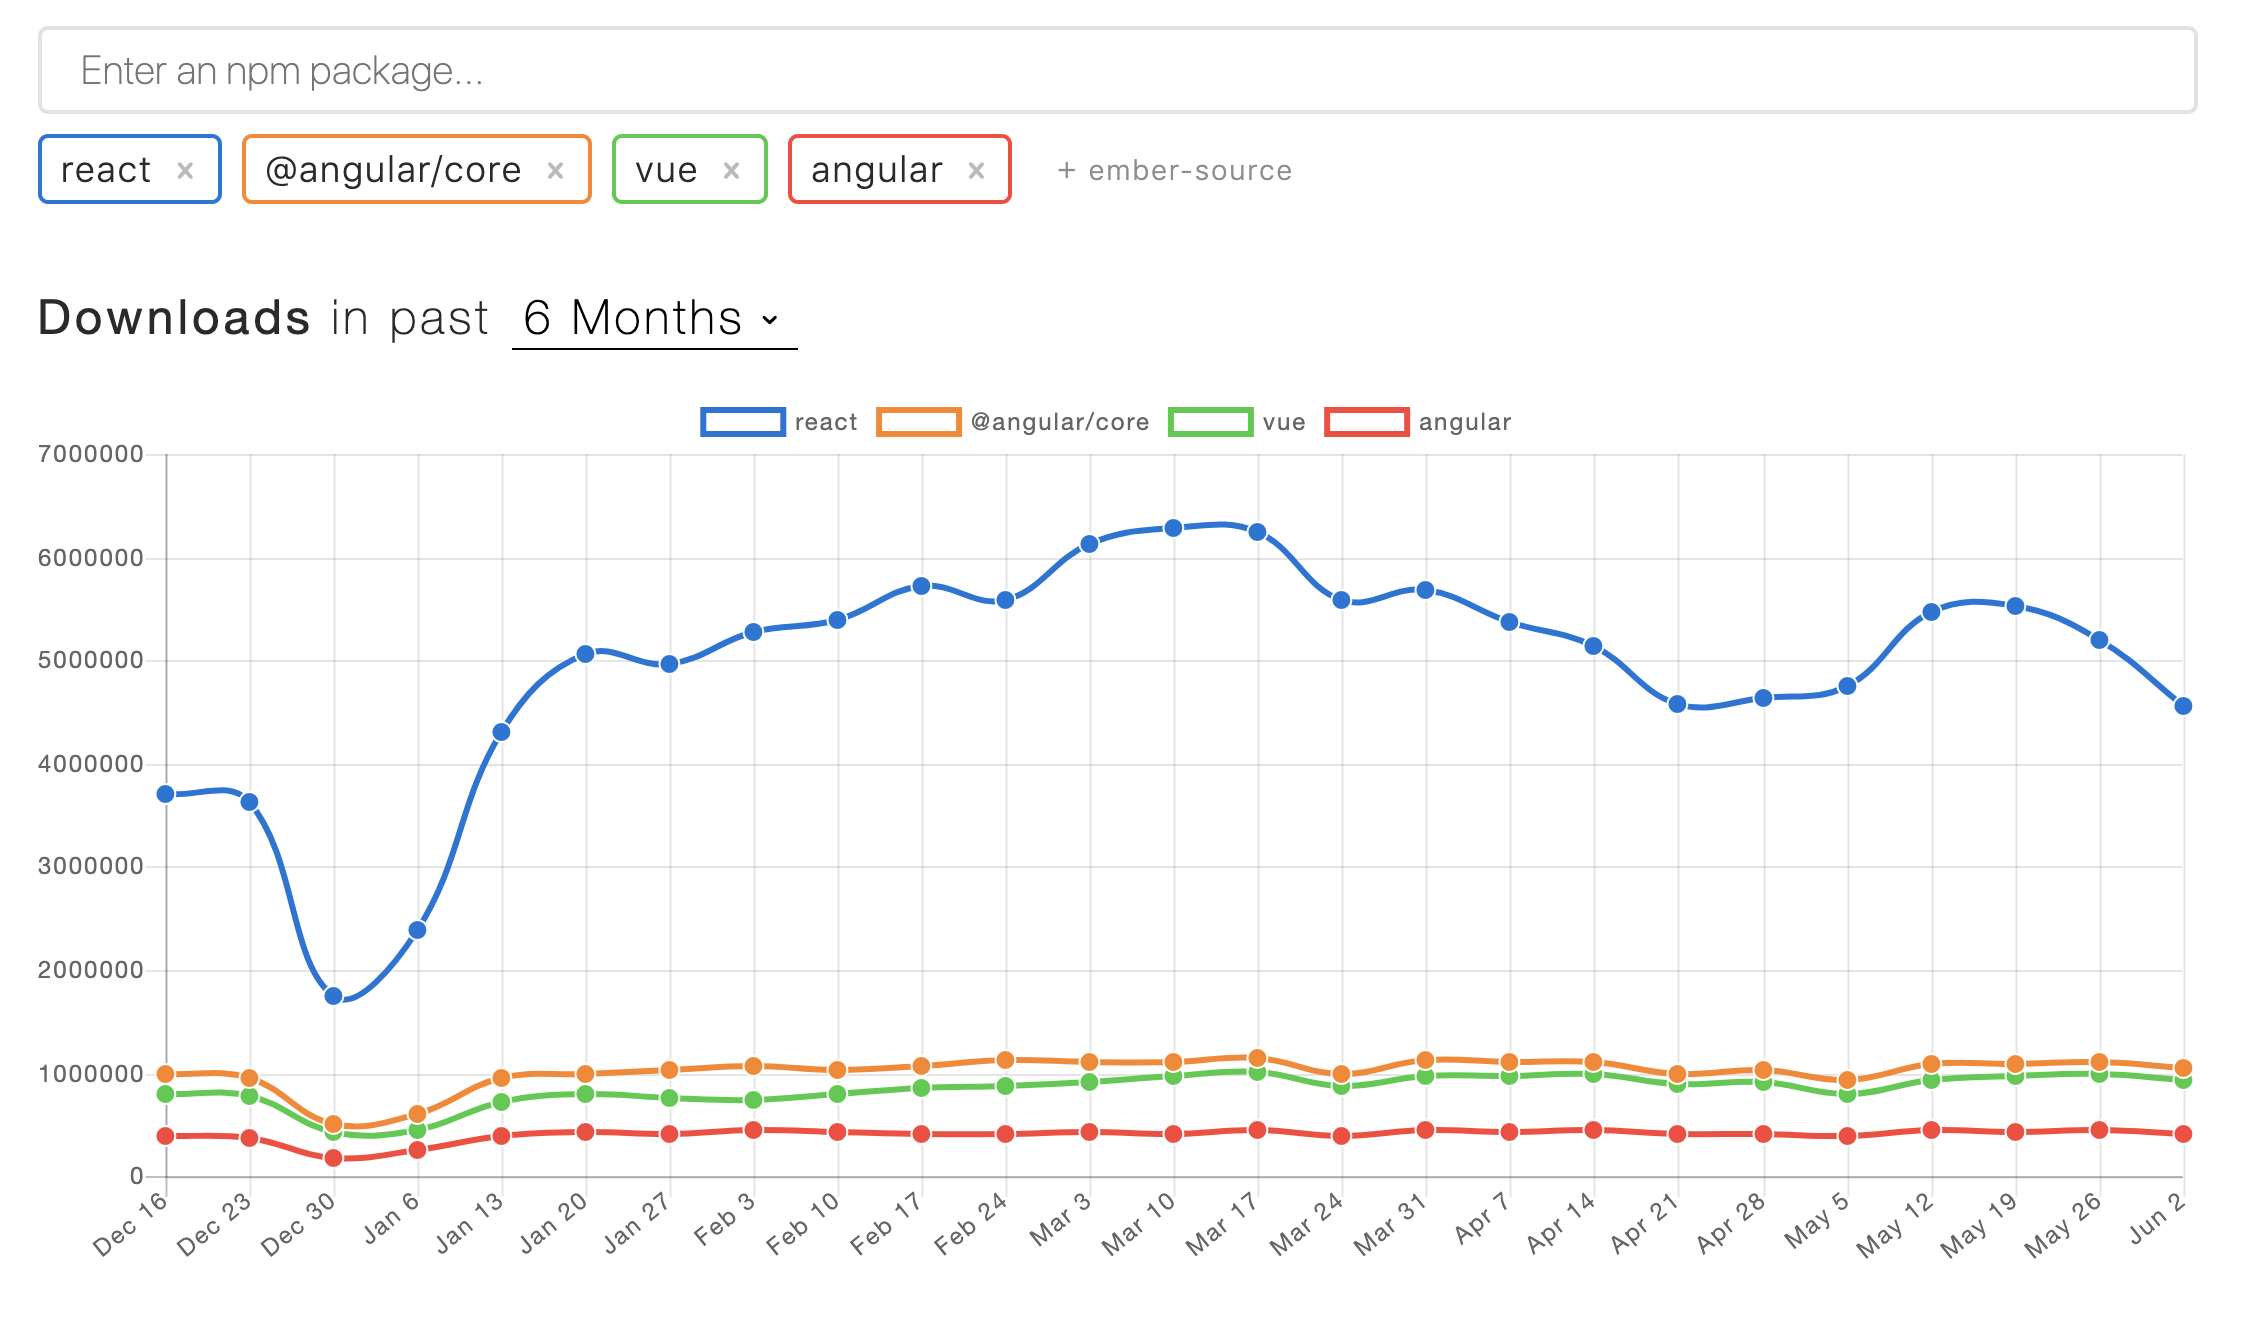 Enter an npm package...
react × @angular/core × vue × angular × + ember-source
Downloads in past 6 Months
react @angular/core vue angular
7000000
6000000
5000000
4000000
3000000
2000000
1000000
0
Dec 16 Dec 23 Dec 30 Jan 6 Jan 13 Jan 20 Jan 27 Feb 3 Feb 10 Feb 17 Feb 24 Mar 3 Mar 10 Mar 17 Mar 24 Mar 31 Apr 7 Apr 14 Apr 21 Apr 28 May 5 May 12 May 19 May 26 Jun 2